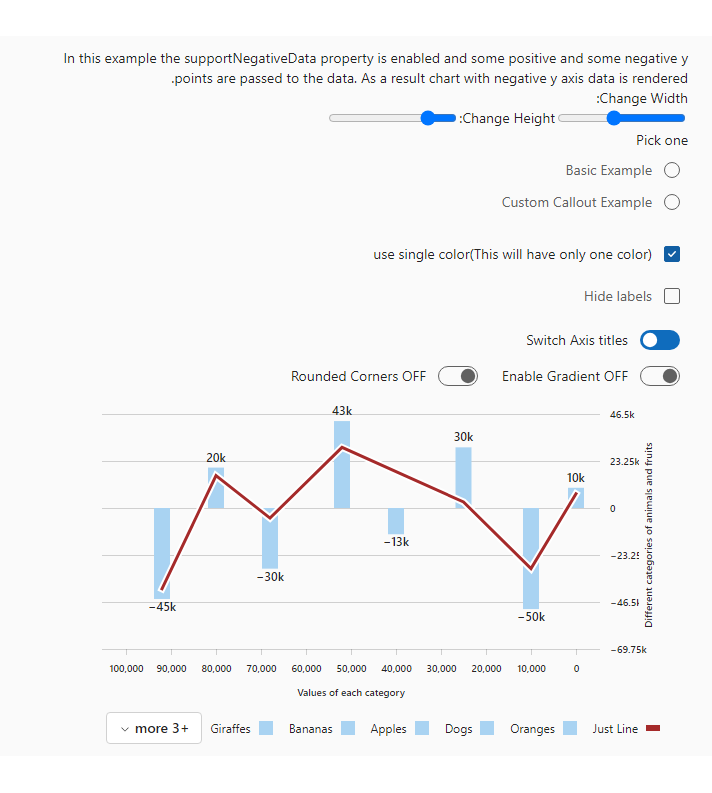 In this example the supportNegativeData property is enabled and some positive and some negative y
.points are passed to the data. As a result chart with negative y axis data is rendered
:Change Width
:Change Height
Pick one
Basic Example
Custom Callout Example
use single color(This will have only one color)
Hide labels
Switch Axis titles
Rounded Corners OFF
Enable Gradient OFF
43k
46.5k
30k
20k
23.25k
10k
0
−13k
−23.25
−30k
−45k
−46.5k
−50k
−69.75k
Different categories of animals and fruits
100,000 90,000 80,000 70,000 60,000 50,000 40,000 30,000 20,000 10,000 0
Values of each category
more 3+ Giraffes Bananas Apples Dogs Oranges Just Line